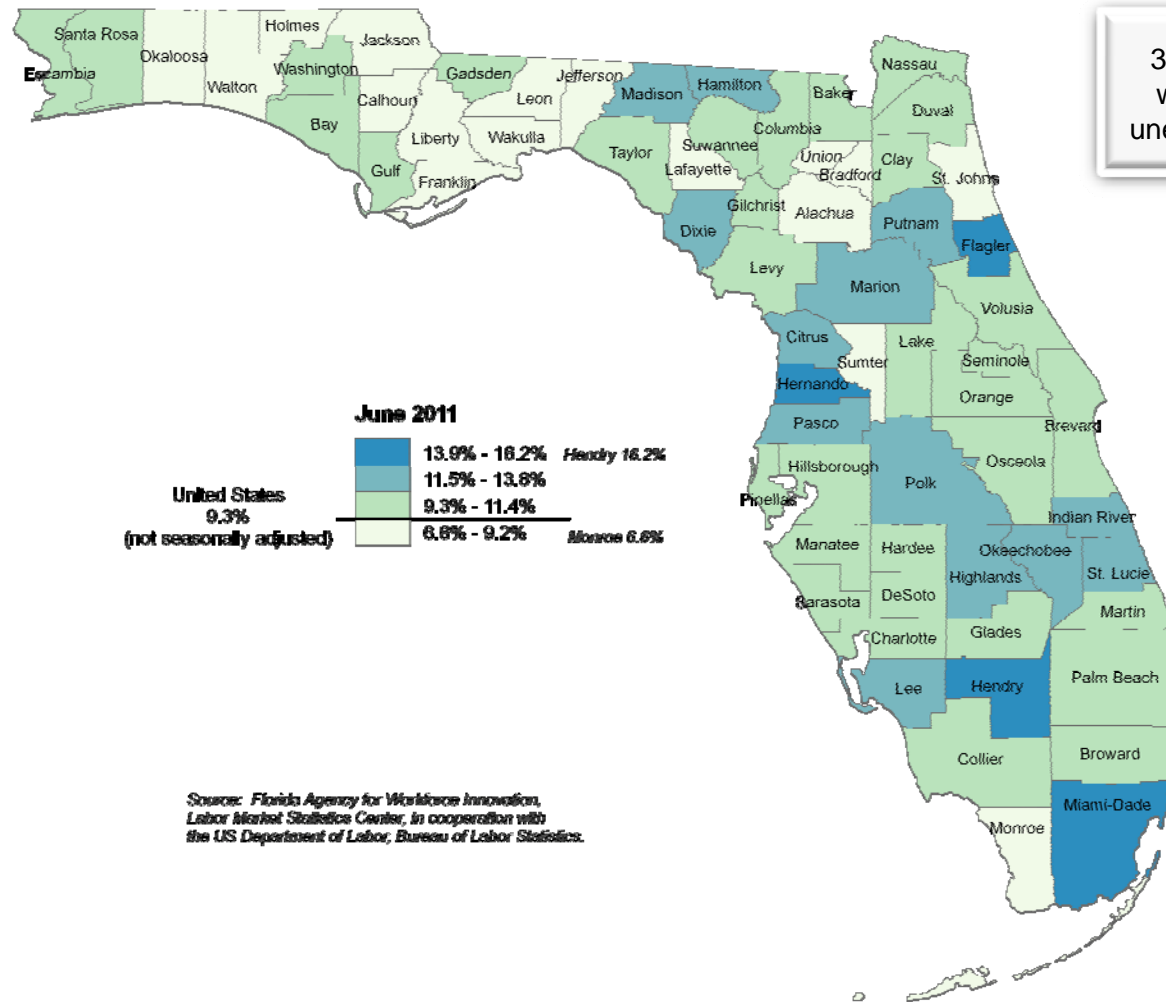 Santa Rosa
Holmes
Okaloosa
Jackson
Escambia
Washington
Walton
Gadsden
Jefferson
Calhoun
Leon
Bay
Liberty
Wakulla
Gulf
Franklin
Madison
Hamilton
Nassau
Baker
Duval
Columbia
Taylor
Suwannee
Lafayette
Union
Bradford
Clay
St. Johns
Gilchrist
Alachua
Dixie
Putnam
Flagler
Levy
Marion
Volusia
Citrus
Sumter
Lake
Seminole
Hernando
Orange
Pasco
Brevard
Hillsborough
Osceola
Polk
Pinellas
Indian River
Manatee
Hardee
Okeechobee
Highlands
St. Lucie
Sarasota
DeSoto
Martin
Charlotte
Glades
Lee
Hendry
Palm Beach
Collier
Broward
Miami-Dade
Monroe
3
une
June 2011
13.9% - 16.2% Hendry 16.2%
11.5% - 13.8%
9.3% - 11.4%
6.6% - 9.2% Monroe 6.6%
United States
9.3%
(not seasonally adjusted)
Source: Florida Agency for Workforce Innovation,
Labor Market Statistics Center, in cooperation with
the US Department of Labor, Bureau of Labor Statistics.